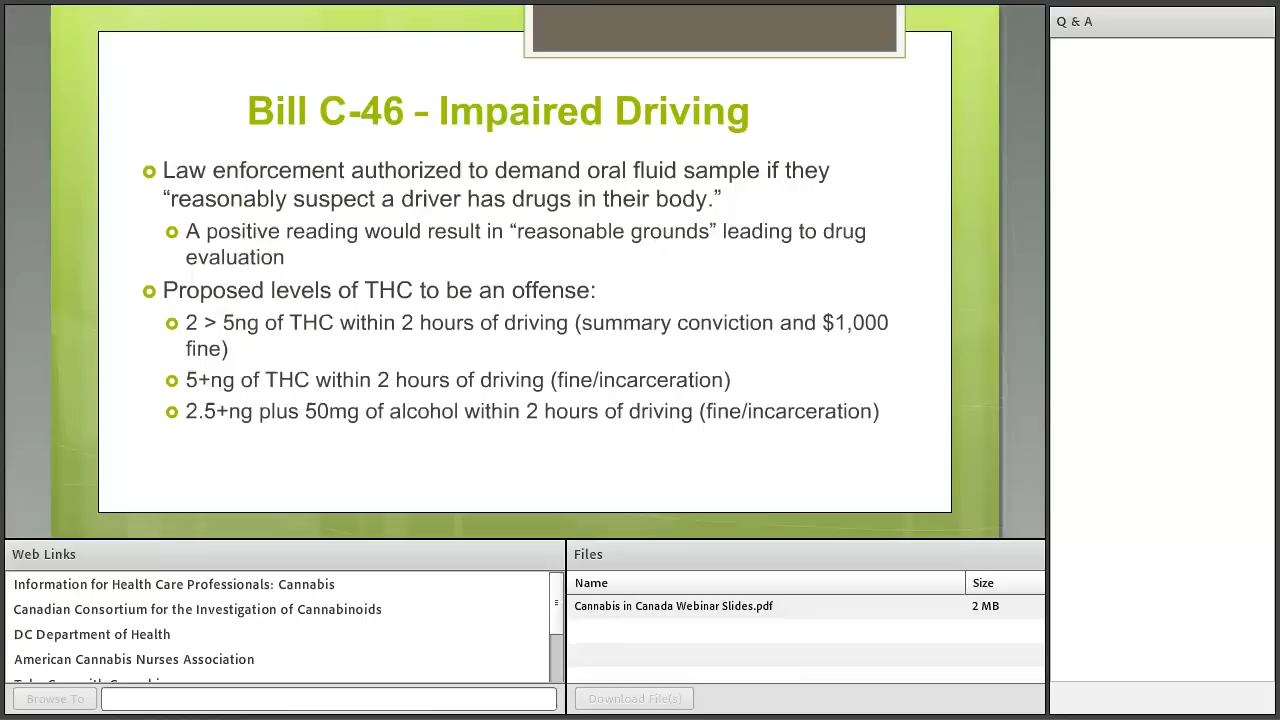 Bill C-46 – Impaired Driving
Law enforcement authorized to demand oral fluid sample if they
“reasonably suspect a driver has drugs in their body.”
A positive reading would result in “reasonable grounds” leading to drug
evaluation
Proposed levels of THC to be an offense:
2 > 5ng of THC within 2 hours of driving (summary conviction and $1,000
fine)
5+ng of THC within 2 hours of driving (fine/incarceration)
2.5+ng plus 50mg of alcohol within 2 hours of driving (fine/incarceration)
Q & A
Web Links
Information for Health Care Professionals: Cannabis
Canadian Consortium for the Investigation of Cannabinoids
DC Department of Health
American Cannabis Nurses Association
Browse To
Files
Name Size
Cannabis in Canada Webinar Slides.pdf 2 MB
Download File(s)